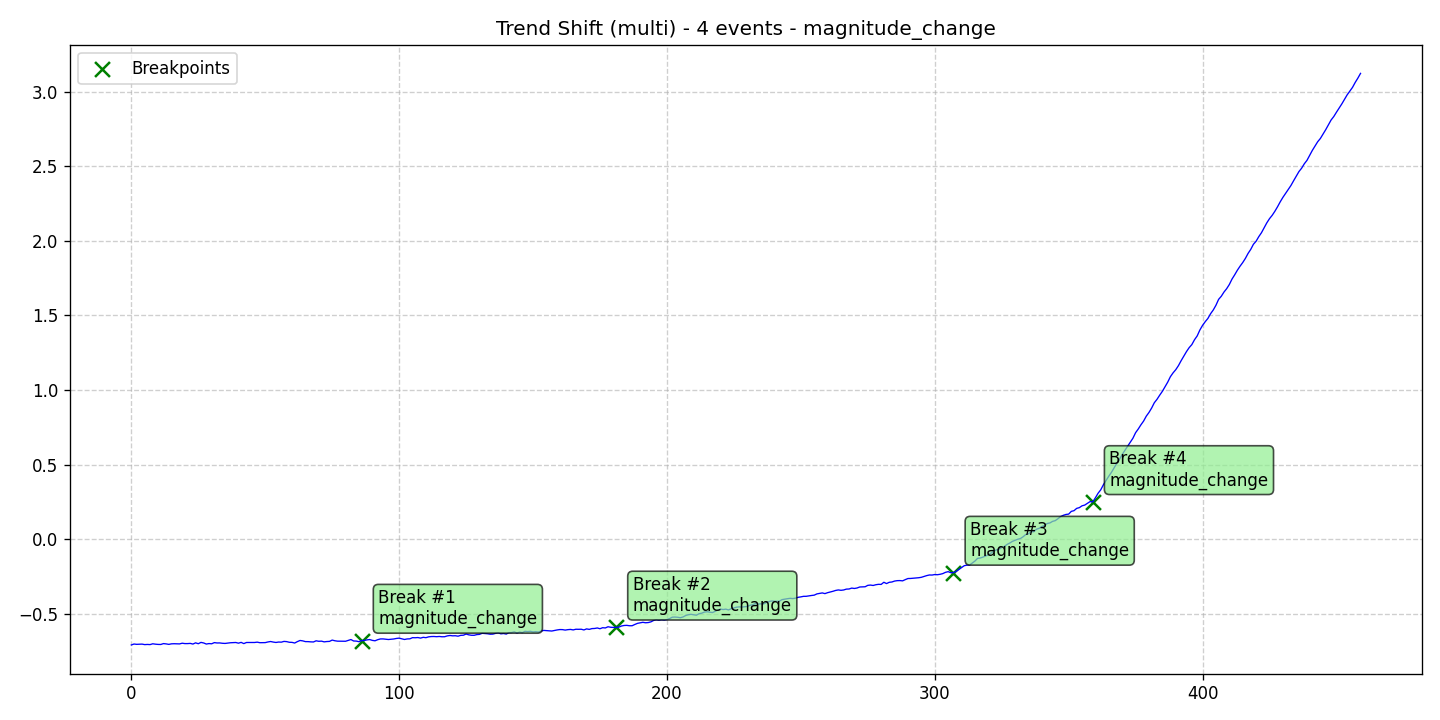 Trend Shift (multi) - 4 events - magnitude_change
Breakpoints
3.0
2.5
2.0
1.5
1.0
0.5
0.0
−0.5
Break #4
magnitude_change
Break #3
magnitude_change
Break #2
magnitude_change
Break #1
magnitude_change
0
100
200
300
400